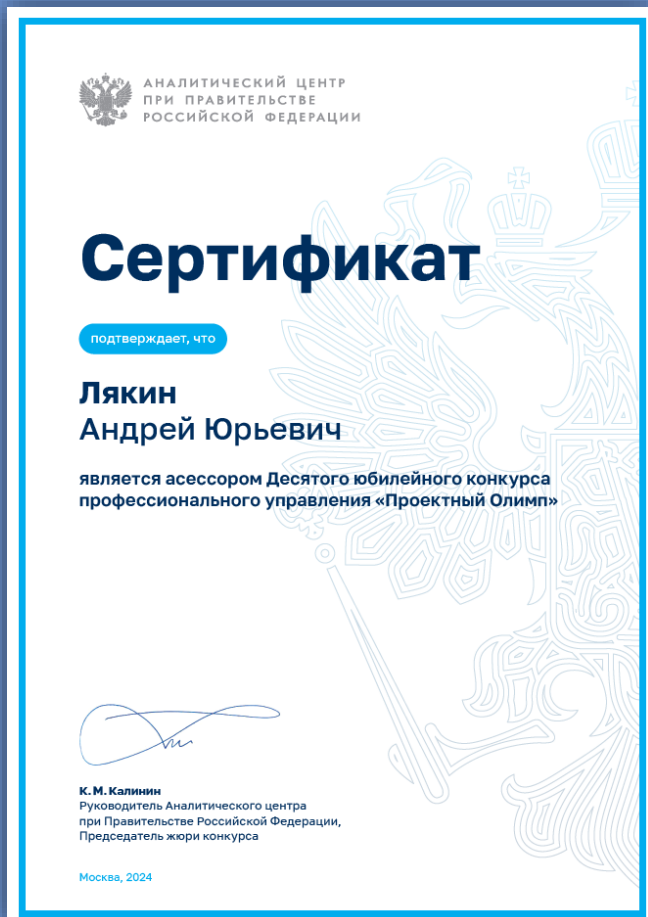 АНАЛИТИЧЕСКИЙ ЦЕНТР
ПРИ ПРАВИТЕЛЬСТВЕ
РОССИЙСКОЙ ФЕДЕРАЦИИ
Сертификат
подтверждает, что
Лякин
Андрей Юрьевич
является асессором Десятого юбилейного конкурса
профессионального управления «Проектный Олимп»
К. М. Калинин
Руководитель Аналитического центра
при Правительстве Российской Федерации,
Председатель жюри конкурса
Москва, 2024